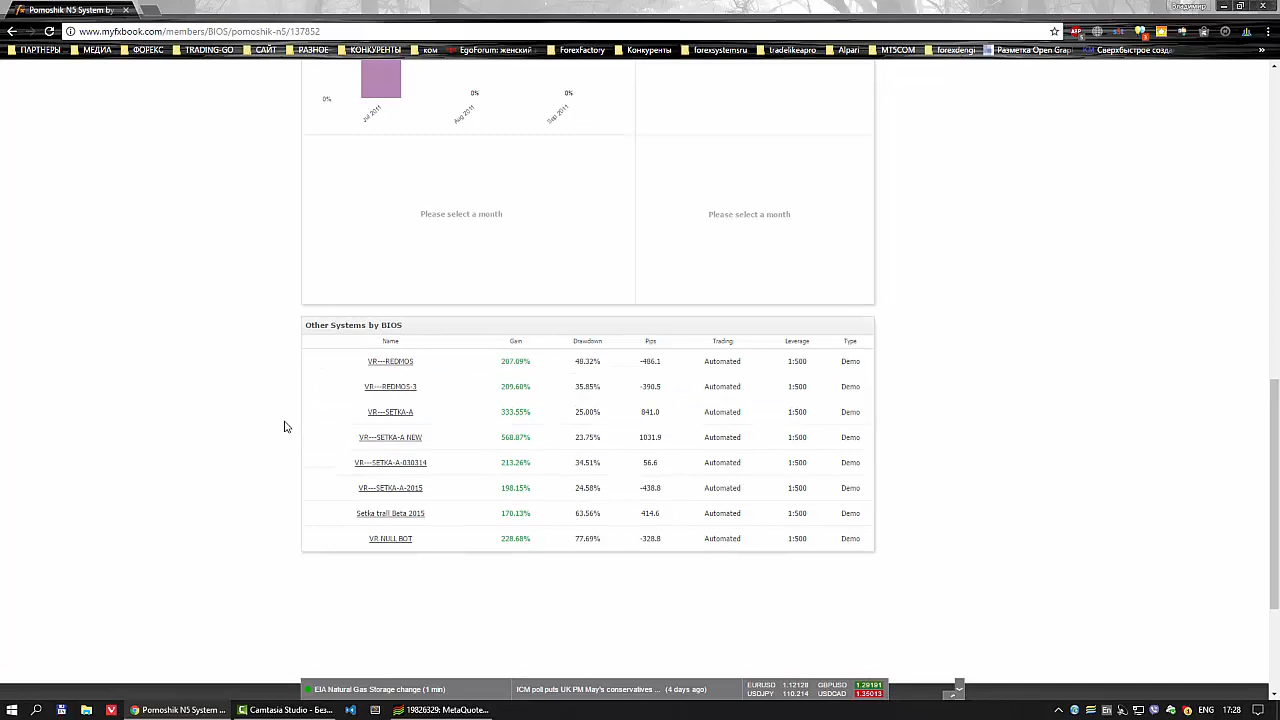 Pomoshik N5 System by
Владимир
www.myfxbook.com/members/BIOS/pomoshik-n5/137852
ПАРТНЕРЫ МЕДИА ФОРЕКС TRADING-GO САЙТ РАЗНОЕ КОНКУРЕНТЫ ком EgoForum: женский ForexFactory Конкуренты forexsystemsru tradelikeapro Alpari MT5COM forexdengi Разметка Open Grap Сверхбыстрое созд
0% 0% 0%
Jul 2011 Aug 2011 Sep 2011
Please select a month Please select a month
Other Systems by BIOS
Name Gain Drawdown Pips Trading Leverage Type
VR---REDMOS 207.09% 48.32% -486.1 Automated 1:500 Demo
VR---REDMOS-3 209.60% 35.85% -390.5 Automated 1:500 Demo
VR---SETKA-A 333.55% 25.00% 841.0 Automated 1:500 Demo
VR---SETKA-A NEW 568.87% 23.75% 1031.9 Automated 1:500 Demo
VR---SETKA-A-030314 213.26% 34.51% 56.6 Automated 1:500 Demo
VR---SETKA-A-2015 198.15% 24.58% -438.8 Automated 1:500 Demo
Setka trall Beta 2015 170.13% 63.56% 414.6 Automated 1:500 Demo
VR NULL BOT 228.68% 77.69% -328.8 Automated 1:500 Demo
EIA Natural Gas Storage change (1 min) ICM poll puts UK PM May's conservatives ... (4 days ago)
EURUSD 1.12128 GBPUSD 1.29191
USDJPY 110.214 USDCAD 1.35013
Pomoshik N5 System ... Camtasia Studio - без... 19826329: MetaQuote... ENG 17:28